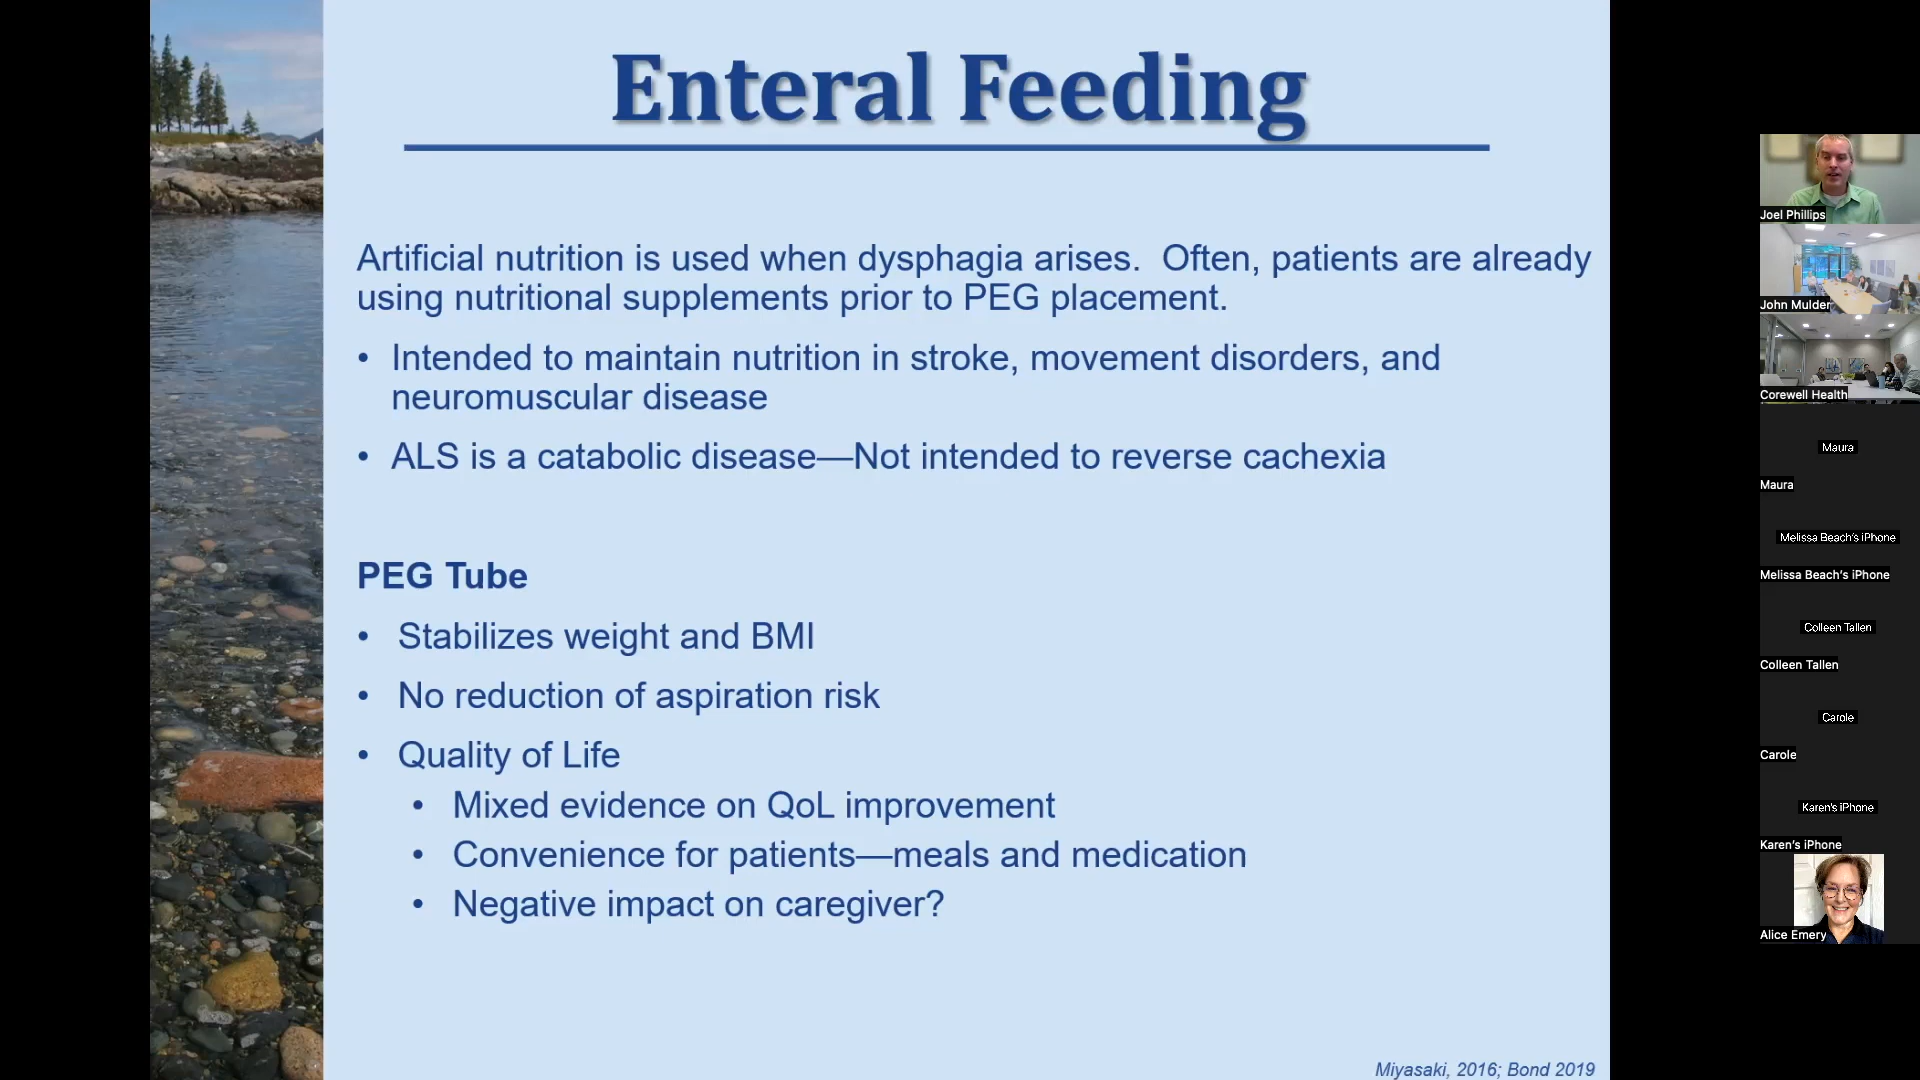 Enteral Feeding
Artificial nutrition is used when dysphagia arises.  Often, patients are already
using nutritional supplements prior to PEG placement.
• Intended to maintain nutrition in stroke, movement disorders, and
neuromuscular disease
• ALS is a catabolic disease—Not intended to reverse cachexia
PEG Tube
• Stabilizes weight and BMI
• No reduction of aspiration risk
• Quality of Life
• Mixed evidence on QoL improvement
• Convenience for patients—meals and medication
• Negative impact on caregiver?
Miyasaki, 2016; Bond 2019
Joel Phillips
John Mulder
Corewell Health
Maura
Maura
Melissa Beach's iPhone
Melissa Beach's iPhone
Colleen Tallen
Colleen Tallen
Carole
Carole
Karen's iPhone
Karen's iPhone
Alice Emery